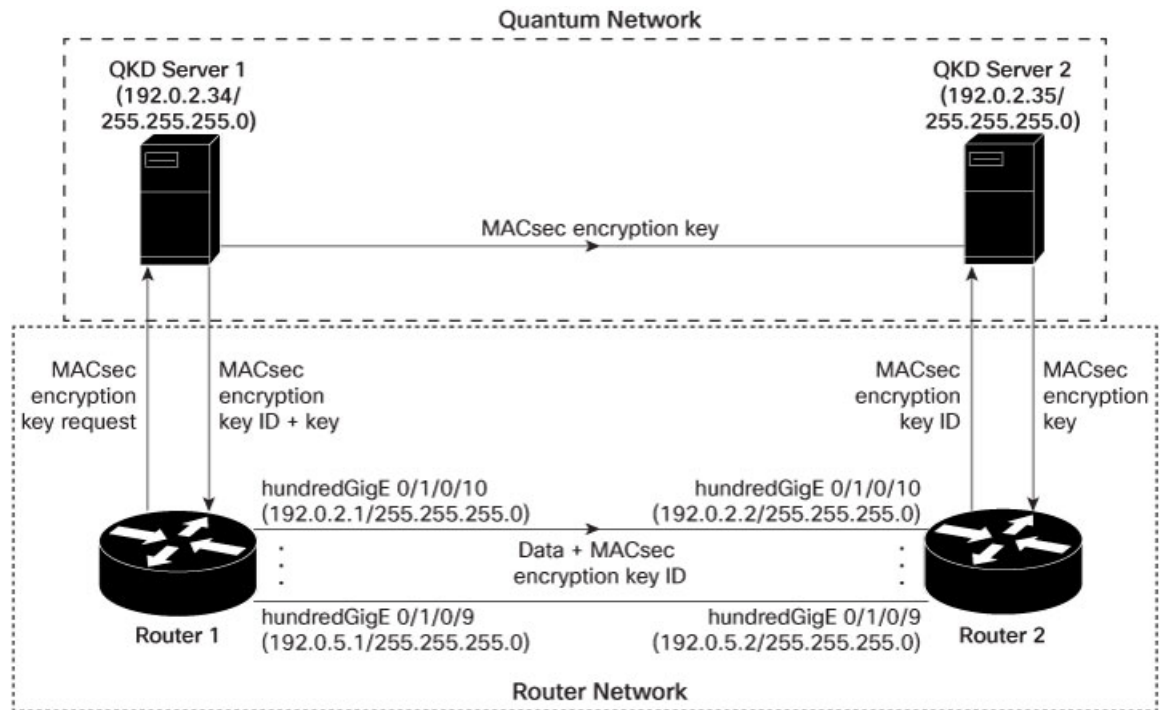 Quantum Network
QKD Server 1
(192.0.2.34/
255.255.255.0)
QKD Server 2
(192.0.2.35/
255.255.255.0)
MACsec encryption key
MACsec
encryption
key request
MACsec
encryption
key ID + key
MACsec
encryption
key ID
MACsec
encryption
key
hundredGigE 0/1/0/10
(192.0.2.1/255.255.255.0)
hundredGigE 0/1/0/10
(192.0.2.2/255.255.255.0)
Data + MACsec
encryption key ID
hundredGigE 0/1/0/9
(192.0.5.1/255.255.255.0)
hundredGigE 0/1/0/9
(192.0.5.2/255.255.255.0)
Router 1
Router 2
Router Network